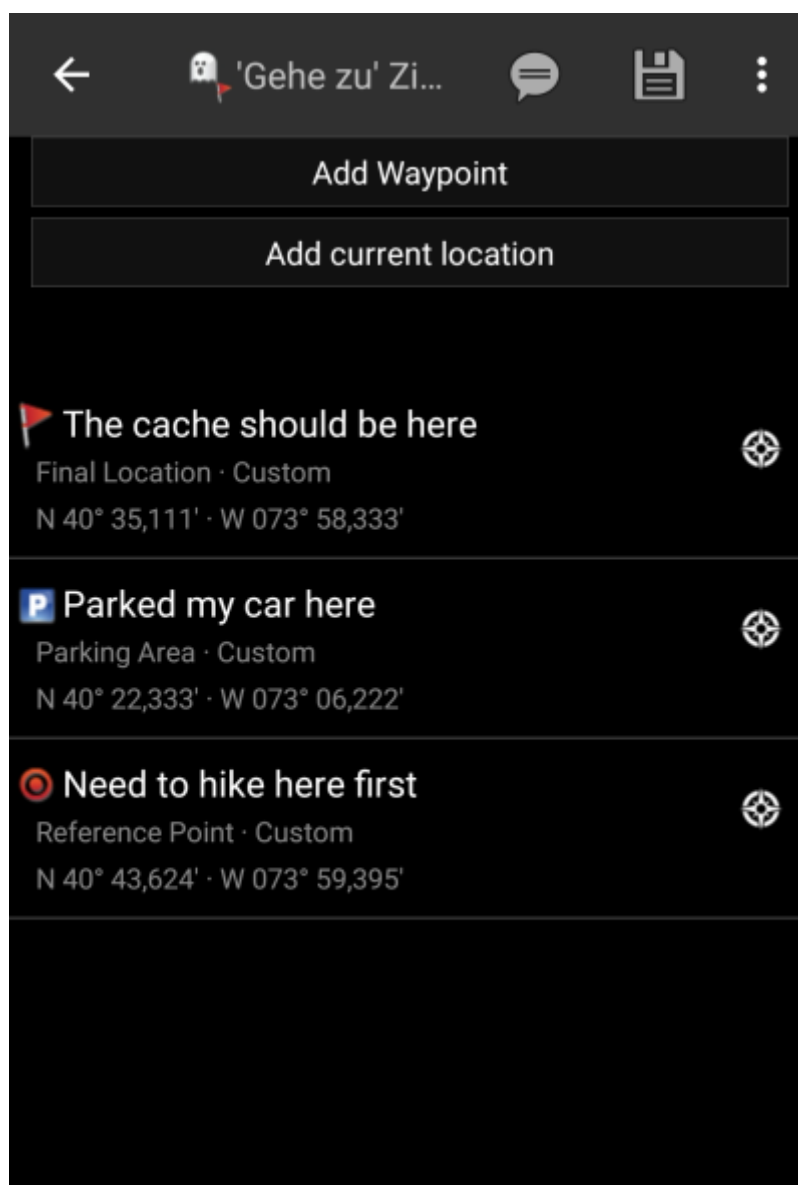 'Gehe zu' Zi...
Add Waypoint
Add current location
The cache should be here
Final Location · Custom
N 40° 35,111' · W 073° 58,333'
P Parked my car here
Parking Area · Custom
N 40° 22,333' · W 073° 06,222'
Need to hike here first
Reference Point · Custom
N 40° 43,624' · W 073° 59,395'